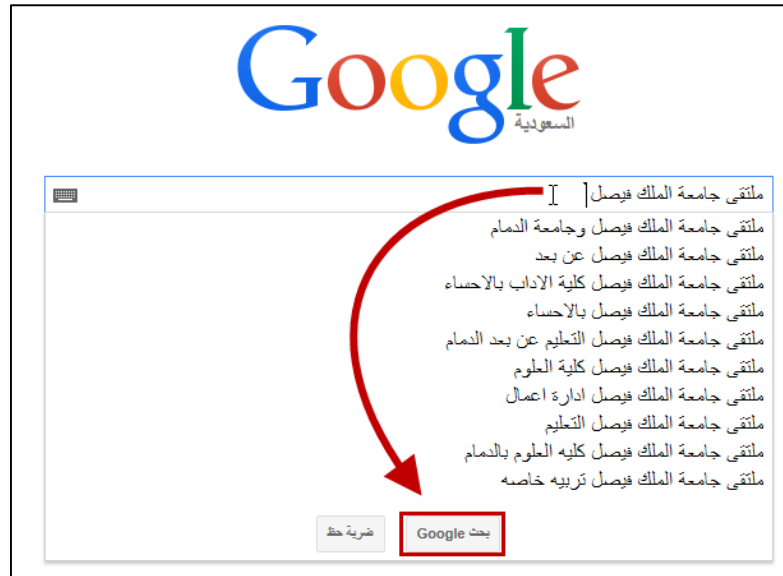 Google
السعودية
ملتقى جامعة الملك فيصل
ملتقى جامعة الملك فيصل وجامعة الدمام
ملتقى جامعة الملك فيصل عن بعد
ملتقى جامعة الملك فيصل كلية الاداب بالاحساء
ملتقى جامعة الملك فيصل بالاحساء
ملتقى جامعة الملك فيصل التعليم عن بعد الدمام
ملتقى جامعة الملك فيصل كلية العلوم
ملتقى جامعة الملك فيصل ادارة اعمال
ملتقى جامعة الملك فيصل التعليم
ملتقى جامعة الملك فيصل كليه العلوم بالدمام
ملتقى جامعة الملك فيصل تربيه خاصه
بحث Google ضربة حظ